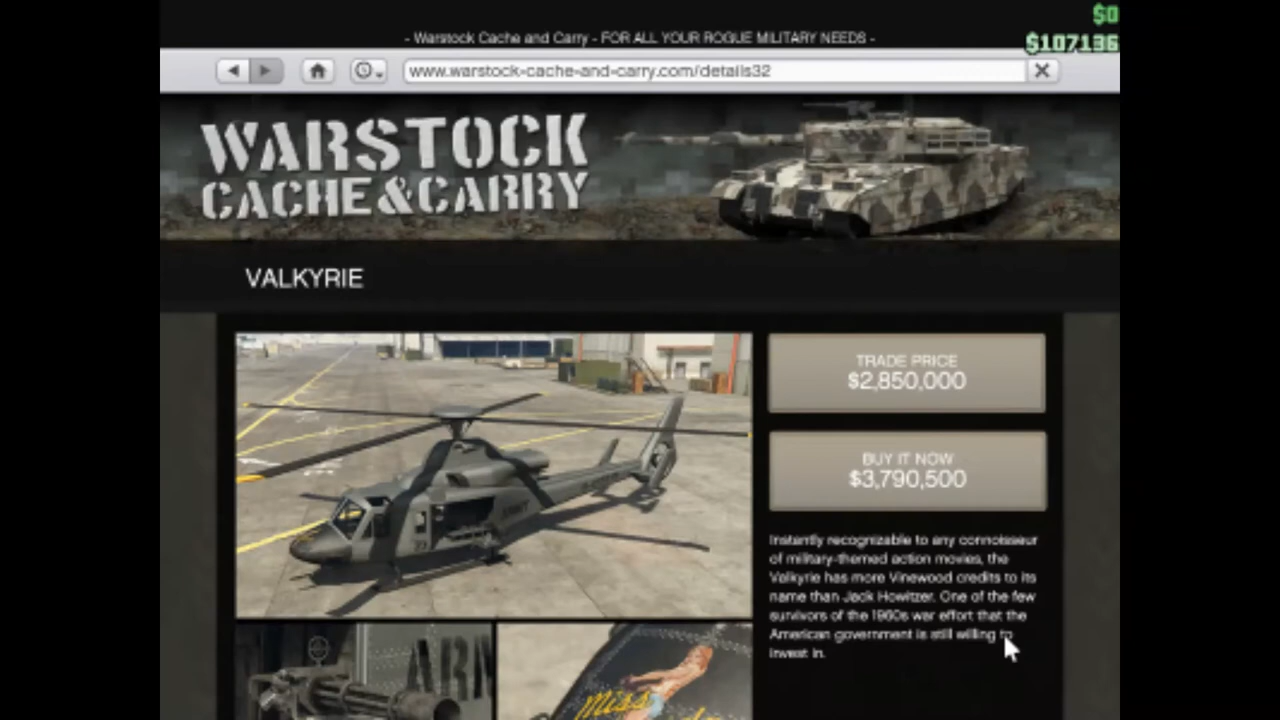 $0
- Warstock Cache and Carry - FOR ALL YOUR ROGUE MILITARY NEEDS -
$107136
www.warstock-cache-and-carry.com/details32
WARSTOCK
CACHE&CARRY
VALKYRIE
TRADE PRICE
$2,850,000
BUY IT NOW
$3,790,500
Instantly recognizable to any connoisseur
of military-themed action movies, the
Valkyrie has more Vinewood credits to its
name than Jack Howitzer. One of the few
survivors of the 1960s war effort that the
American government is still willing to
invest in.
ARM
Miss